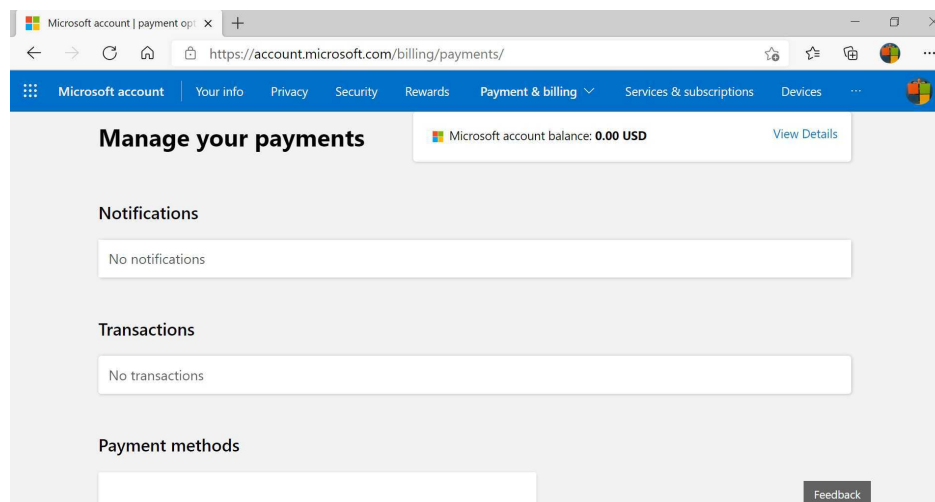 Microsoft account | payment opt
https://account.microsoft.com/billing/payments/
Microsoft account Your info Privacy Security Rewards Payment & billing Services & subscriptions Devices ...
Manage your payments
Microsoft account balance: 0.00 USD View Details
Notifications
No notifications
Transactions
No transactions
Payment methods
Feedback